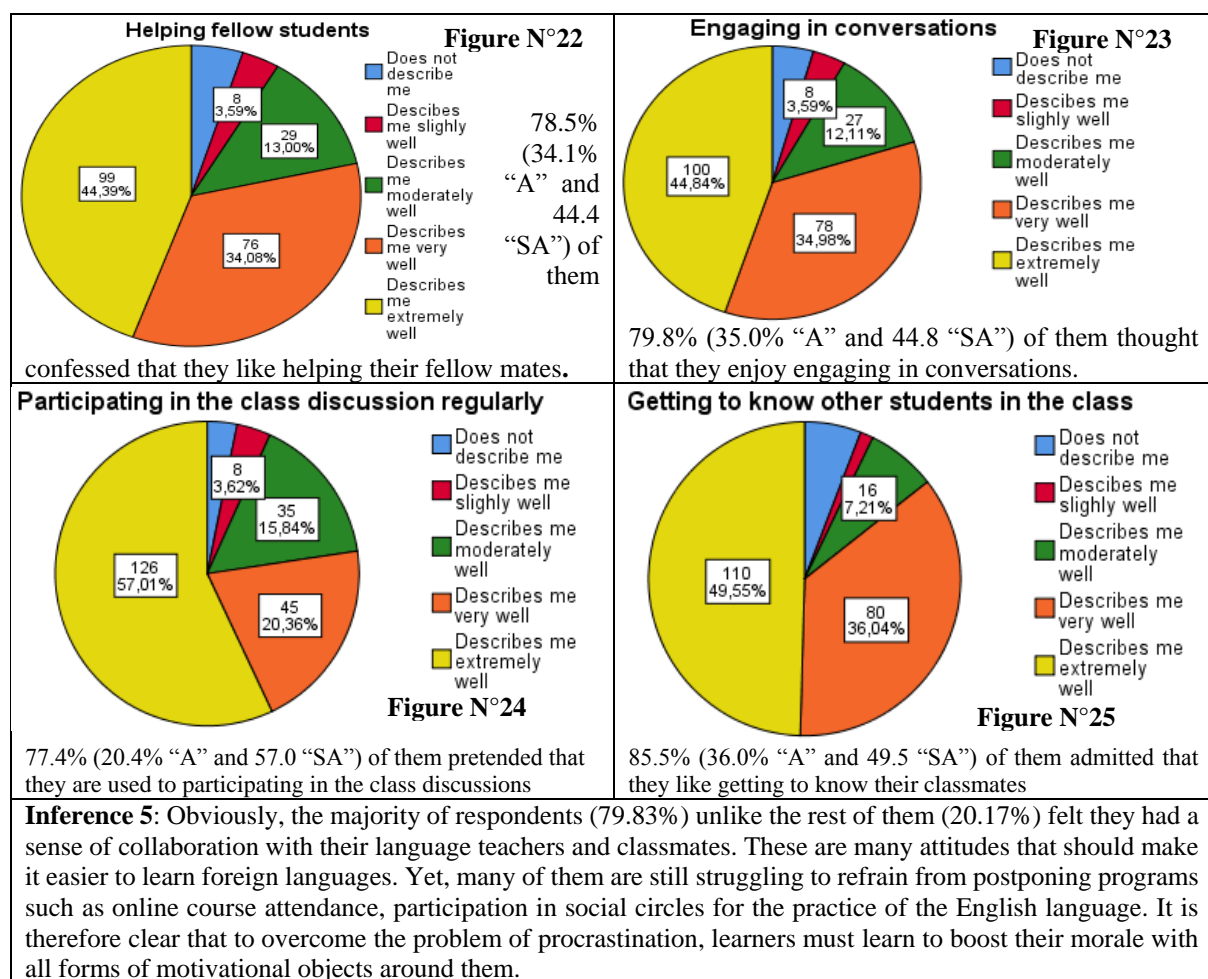 Helping fellow students
Figure N°22
Does not
describe
me
Descibes
me slighly
well
Describes
me
moderately
well
Describes
me very
well
Describes
me
extremely
well
8
3,59%
29
13,00%
99
44,39%
76
34,08%
78.5%
(34.1%
“A” and
44.4
“SA”) of
them
confessed that they like helping their fellow mates.
Engaging in conversations
Figure N°23
Does not
describe me
Descibes me
slighly well
Describes me
moderately
well
Describes me
very well
Describes me
extremely
well
8
3,59%
27
12,11%
100
44,84%
78
34,98%
79.8% (35.0% “A” and 44.8 “SA”) of them thought
that they enjoy engaging in conversations.
Participating in the class discussion regularly
Does not
describe me
Descibes me
slighly well
Describes me
moderately
well
Describes me
very well
Describes me
extremely
well
8
3,62%
35
15,84%
126
57,01%
45
20,36%
Figure N°24
77.4% (20.4% “A” and 57.0 “SA”) of them pretended that
they are used to participating in the class discussions
Getting to know other students in the class
Does not
describe me
Descibes me
slighly well
Describes me
moderately
well
Describes me
very well
Describes me
extremely
well
16
7,21%
110
49,55%
80
36,04%
Figure N°25
85.5% (36.0% “A” and 49.5 “SA”) of them admitted that
they like getting to know their classmates
Inference 5: Obviously, the majority of respondents (79.83%) unlike the rest of them (20.17%) felt they had a
sense of collaboration with their language teachers and classmates. These are many attitudes that should make
it easier to learn foreign languages. Yet, many of them are still struggling to refrain from postponing programs
such as online course attendance, participation in social circles for the practice of the English language. It is
therefore clear that to overcome the problem of procrastination, learners must learn to boost their morale with
all forms of motivational objects around them.